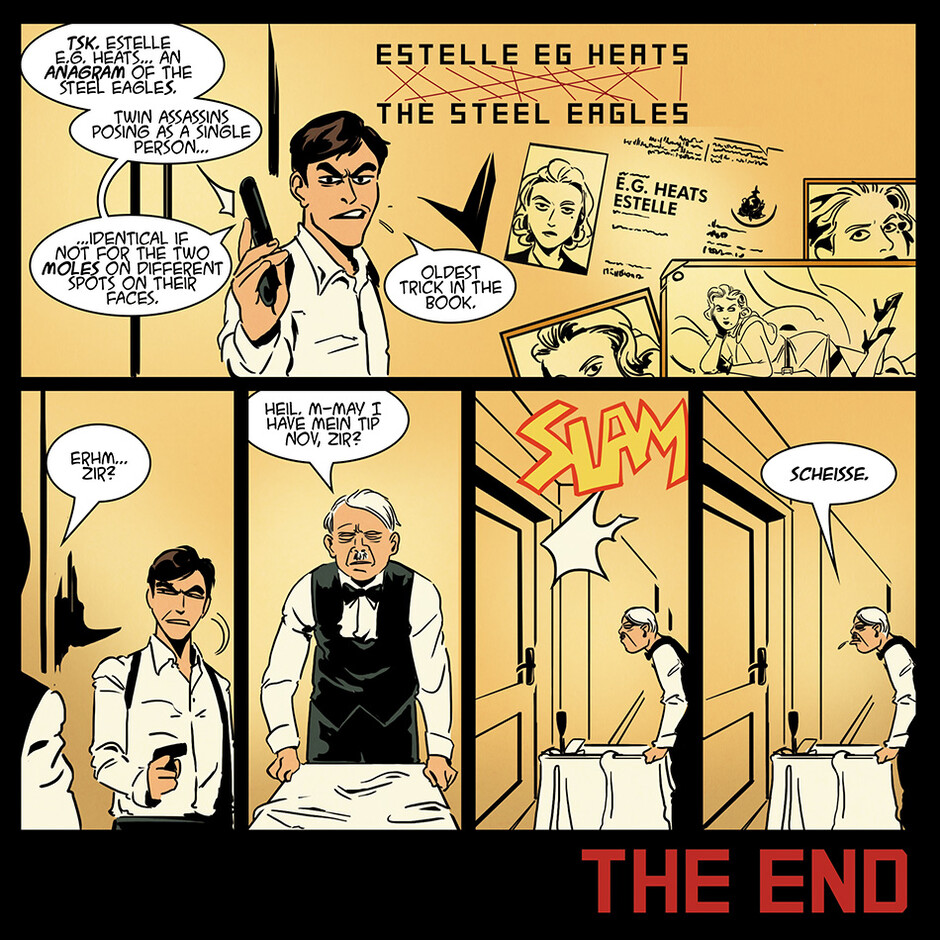 TSK. ESTELLE
E.G. HEATS... AN
ANAGRAM OF THE
STEEL EAGLES.
TWIN ASSASSINS
POSING AS A SINGLE
PERSON...
...IDENTICAL IF
NOT FOR THE TWO
MOLES ON DIFFERENT
SPOTS ON THEIR
FACES.
OLDEST
TRICK IN THE
BOOK.
ESTELLE EG HEATS
THE STEEL EAGLES
E.G. HEATS
ESTELLE
ERHM...
ZIR?
HEIL. M-MAY I
HAVE MEIN TIP
NOV, ZIR?
SLAM
SCHEISSE.
THE END